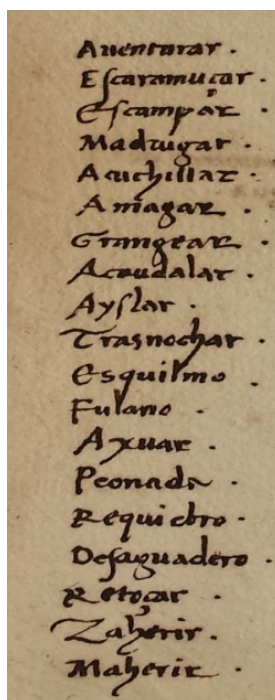 Auenturar.
Escaramuçar.
Escampar.
Madrugar.
Acuchillar.
Amagar.
Grangear.
Acaudalar.
Ayslar.
Trasnochar.
Esquilmo.
Fulano.
Axuar.
Peonada.
Requiebro.
Desaguadero.
Retoçar.
Zaherir.
Maherir.